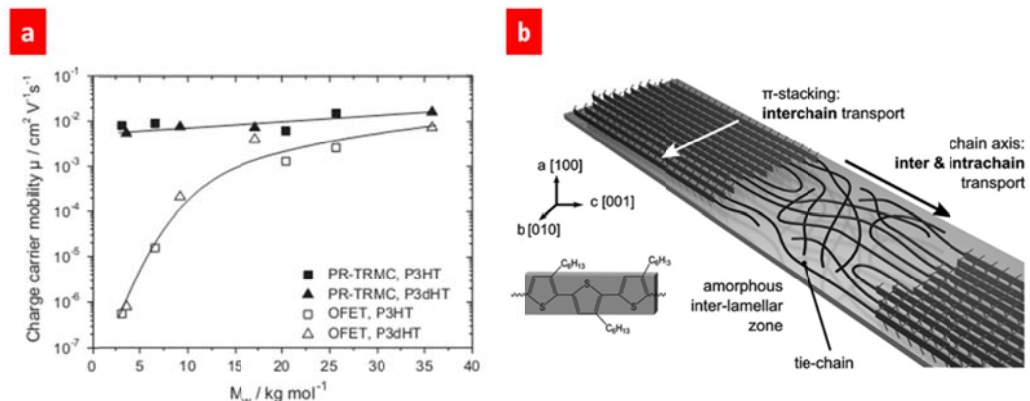 a
Charge carrier mobility µ / cm² V⁻¹s⁻¹
10⁻¹
10⁻²
10⁻³
10⁻⁴
10⁻⁵
10⁻⁶
10⁻⁷
PR-TRMC, P3HT
PR-TRMC, P3dHT
OFET, P3HT
OFET, P3dHT
0 5 10 15 20 25 30 35 40
M_w / kg mol⁻¹
b
π-stacking:
interchain transport
chain axis:
inter & intrachain
transport
a [100]
c [001]
b [010]
C₆H₁₃
S
S
S
C₆H₁₃
amorphous
inter-lamellar
zone
tie-chain